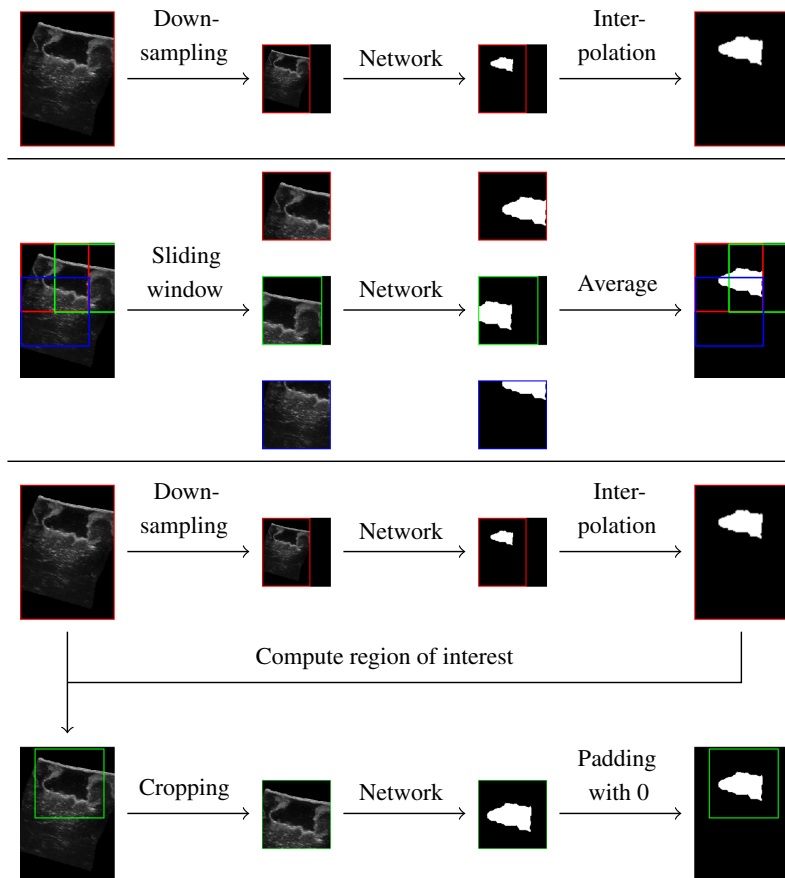 Down-
sampling
Network
Inter-
polation
Sliding
window
Network
Average
Down-
sampling
Network
Inter-
polation
Compute region of interest
Cropping
Network
Padding
with 0